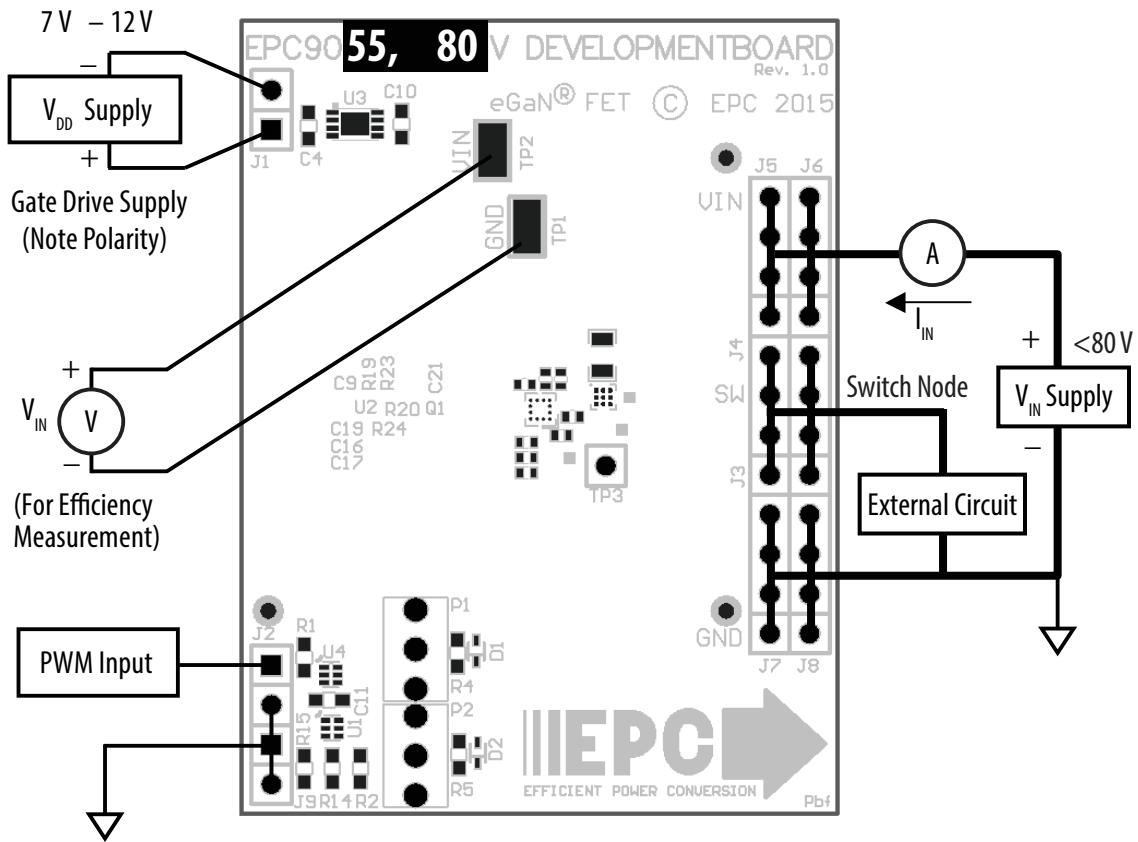 7 V – 12 V
–
V_DD Supply
+
Gate Drive Supply
(Note Polarity)
EPC9055, 80 V DEVELOPMENTBOARD
Rev. 1.0
eGaN® FET © EPC 2015
J1
C4
U3
C10
VIN
TP2
GND
TP1
J5
J6
VIN
A
I_IN
+
<80 V
V_IN Supply
–
J4
SW
J3
Switch Node
External Circuit
+
V_IN
V
–
(For Efficiency
Measurement)
C9
R19
R23
C21
U2
R20
Q1
C19
R24
C16
C17
TP3
GND
J7
J8
PWM Input
J2
R1
U4
C11
R15
U1
J9
R14
R2
P1
D1
R4
P2
D2
R5
EPC
EFFICIENT POWER CONVERSION
Pbf